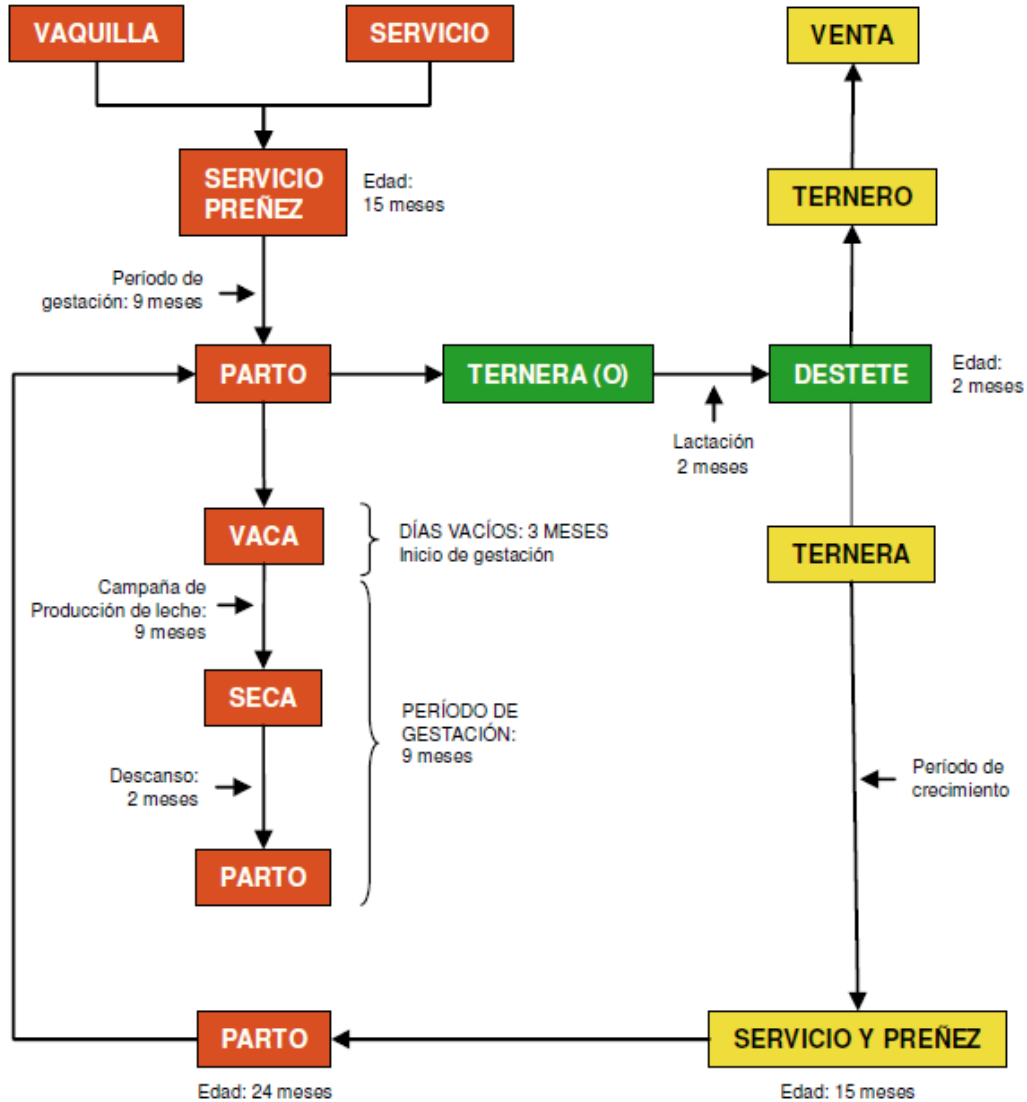 VAQUILLA
SERVICIO
VENTA
SERVICIO
PREÑEZ
Edad:
15 meses
TERNERO
Período de
gestación: 9 meses
PARTO
TERNERA (O)
DESTETE
Edad:
2 meses
Lactación
2 meses
VACA
DÍAS VACÍOS: 3 MESES
Inicio de gestación
TERNERA
Campaña de
Producción de leche:
9 meses
SECA
PERÍODO DE
GESTACIÓN:
9 meses
Descanso:
2 meses
Período de
crecimiento
PARTO
PARTO
SERVICIO Y PREÑEZ
Edad: 24 meses
Edad: 15 meses